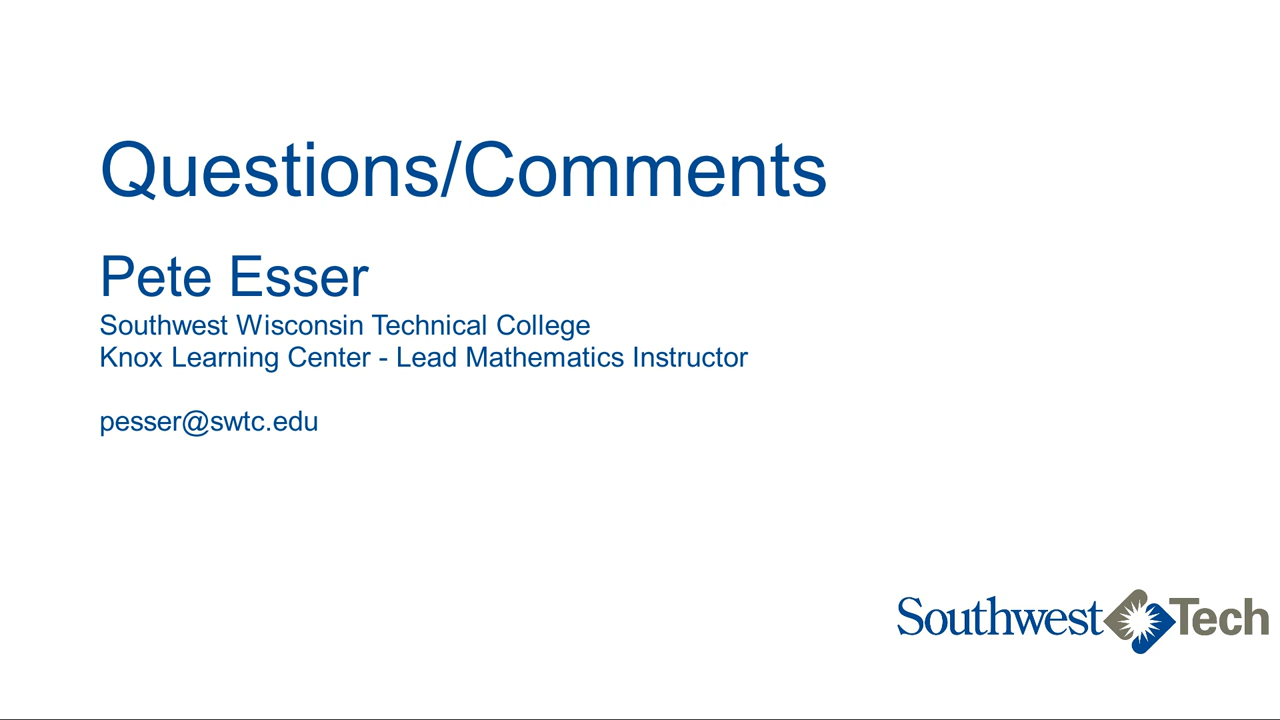 Questions/Comments
Pete Esser
Southwest Wisconsin Technical College
Knox Learning Center - Lead Mathematics Instructor
pesser@swtc.edu
Southwest Tech